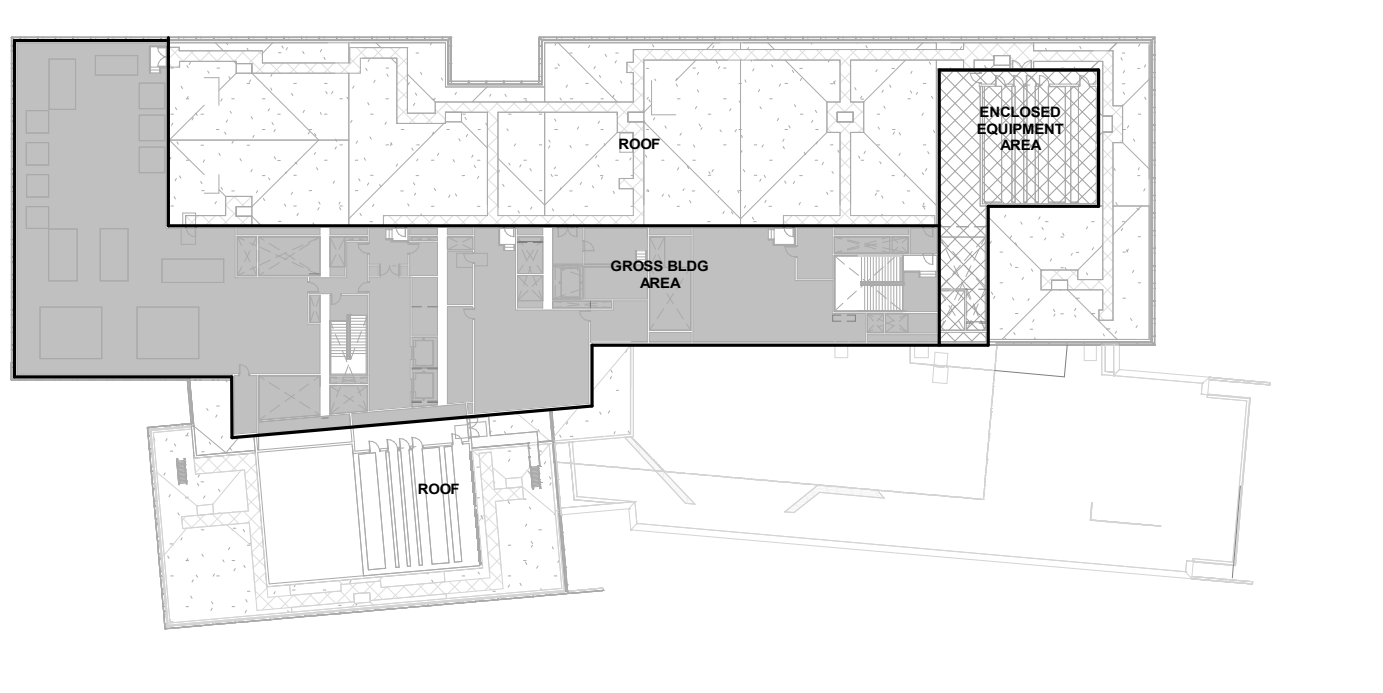 ENCLOSED
EQUIPMENT
AREA
ROOF
GROSS BLDG
AREA
ROOF